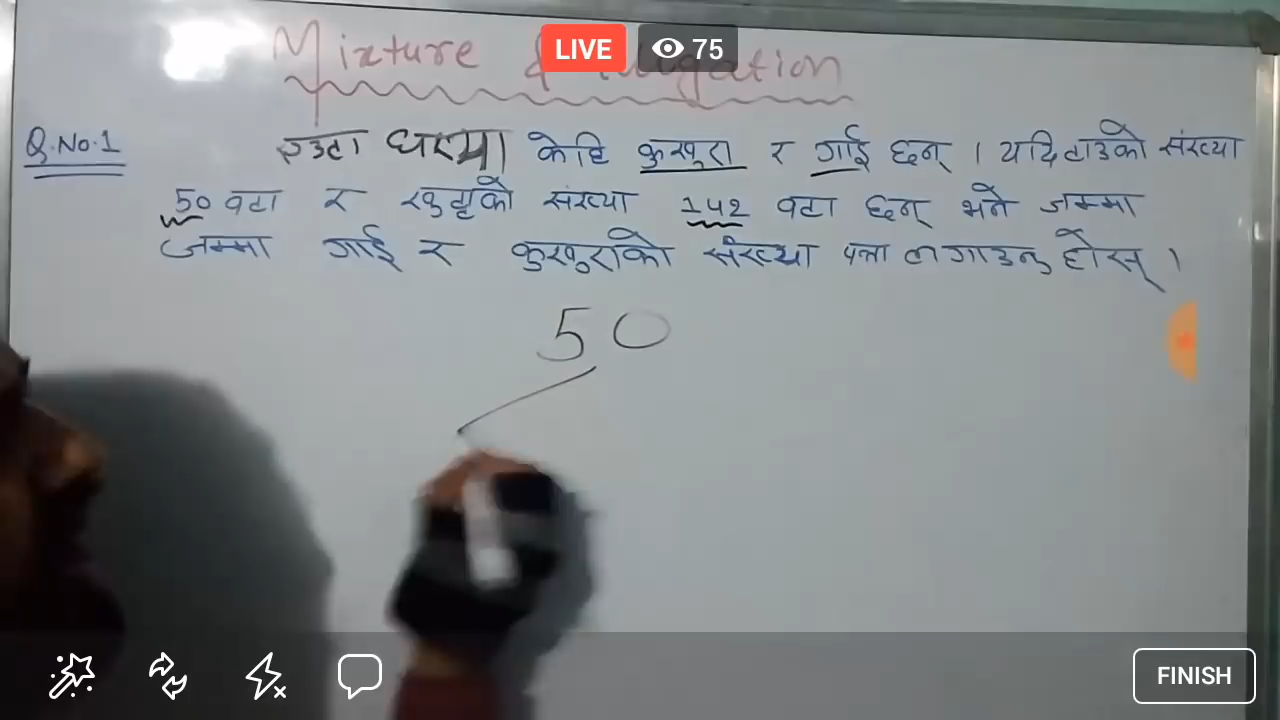 LIVE 75
Mixture & Alligation
Q.No.1 एउटा घरमा केहि कुखुरा र गाई छन् । यदि टाउको संख्या
50 वटा र खुट्टाको संख्या 142 वटा छन् भने जम्मा
जम्मा गाई र कुखुराको संख्या पत्ता लगाउनु होस् ।
50
FINISH